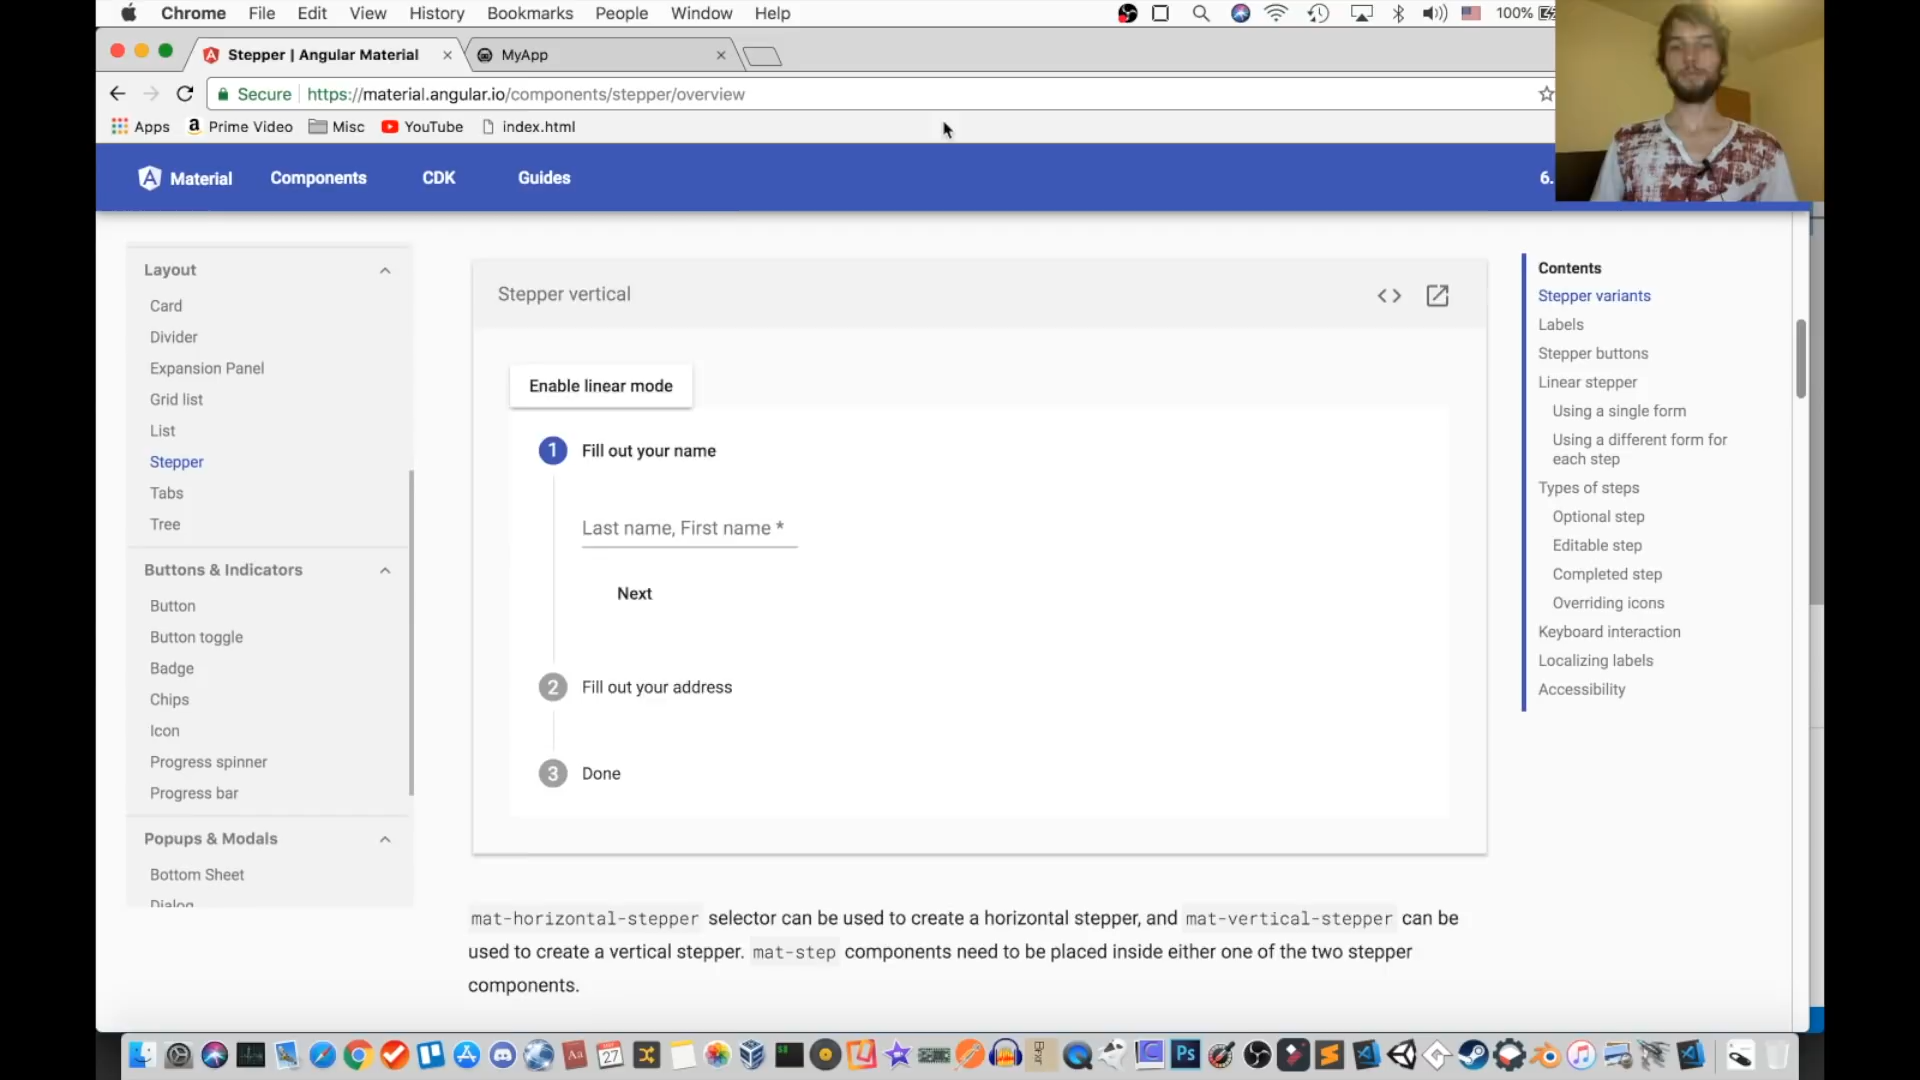 Chrome File Edit View History Bookmarks People Window Help
100%
Stepper | Angular Material
MyApp
Secure https://material.angular.io/components/stepper/overview
Apps Prime Video Misc YouTube index.html
Material Components CDK Guides 6.
Layout
Card
Divider
Expansion Panel
Grid list
List
Stepper
Tabs
Tree
Buttons & Indicators
Button
Button toggle
Badge
Chips
Icon
Progress spinner
Progress bar
Popups & Modals
Bottom Sheet
Dialog
Stepper vertical
Enable linear mode
1 Fill out your name
Last name, First name *
Next
2 Fill out your address
3 Done
mat-horizontal-stepper selector can be used to create a horizontal stepper, and mat-vertical-stepper can be
used to create a vertical stepper. mat-step components need to be placed inside either one of the two stepper
components.
Contents
Stepper variants
Labels
Stepper buttons
Linear stepper
Using a single form
Using a different form for
each step
Types of steps
Optional step
Editable step
Completed step
Overriding icons
Keyboard interaction
Localizing labels
Accessibility
27
Ps